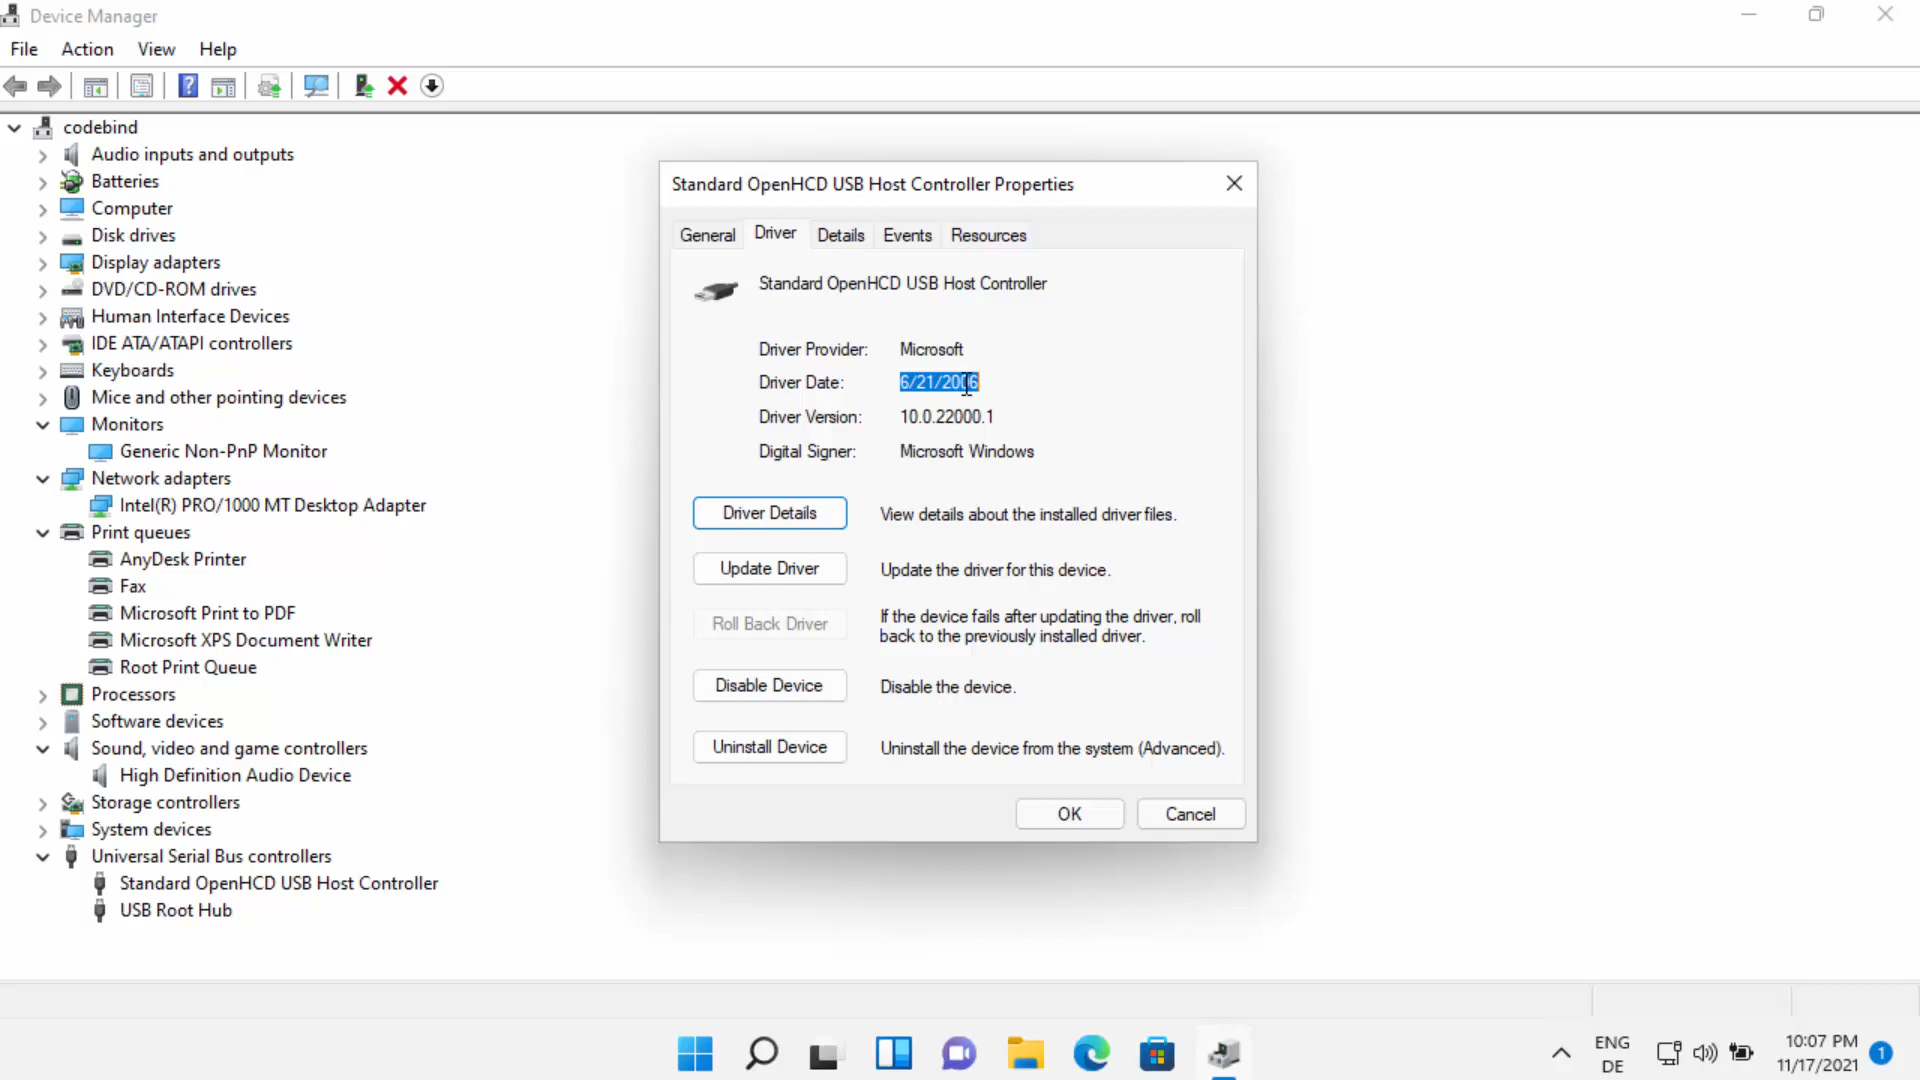 Device Manager
File Action View Help
codebind
Audio inputs and outputs
Batteries
Computer
Disk drives
Display adapters
DVD/CD-ROM drives
Human Interface Devices
IDE ATA/ATAPI controllers
Keyboards
Mice and other pointing devices
Monitors
Generic Non-PnP Monitor
Network adapters
Intel(R) PRO/1000 MT Desktop Adapter
Print queues
AnyDesk Printer
Fax
Microsoft Print to PDF
Microsoft XPS Document Writer
Root Print Queue
Processors
Software devices
Sound, video and game controllers
High Definition Audio Device
Storage controllers
System devices
Universal Serial Bus controllers
Standard OpenHCD USB Host Controller
USB Root Hub
Standard OpenHCD USB Host Controller Properties
General Driver Details Events Resources
Standard OpenHCD USB Host Controller
Driver Provider: Microsoft
Driver Date: 6/21/2006
Driver Version: 10.0.22000.1
Digital Signer: Microsoft Windows
Driver Details View details about the installed driver files.
Update Driver Update the driver for this device.
Roll Back Driver If the device fails after updating the driver, roll
back to the previously installed driver.
Disable Device Disable the device.
Uninstall Device Uninstall the device from the system (Advanced).
OK Cancel
ENG
DE
10:07 PM
11/17/2021
1